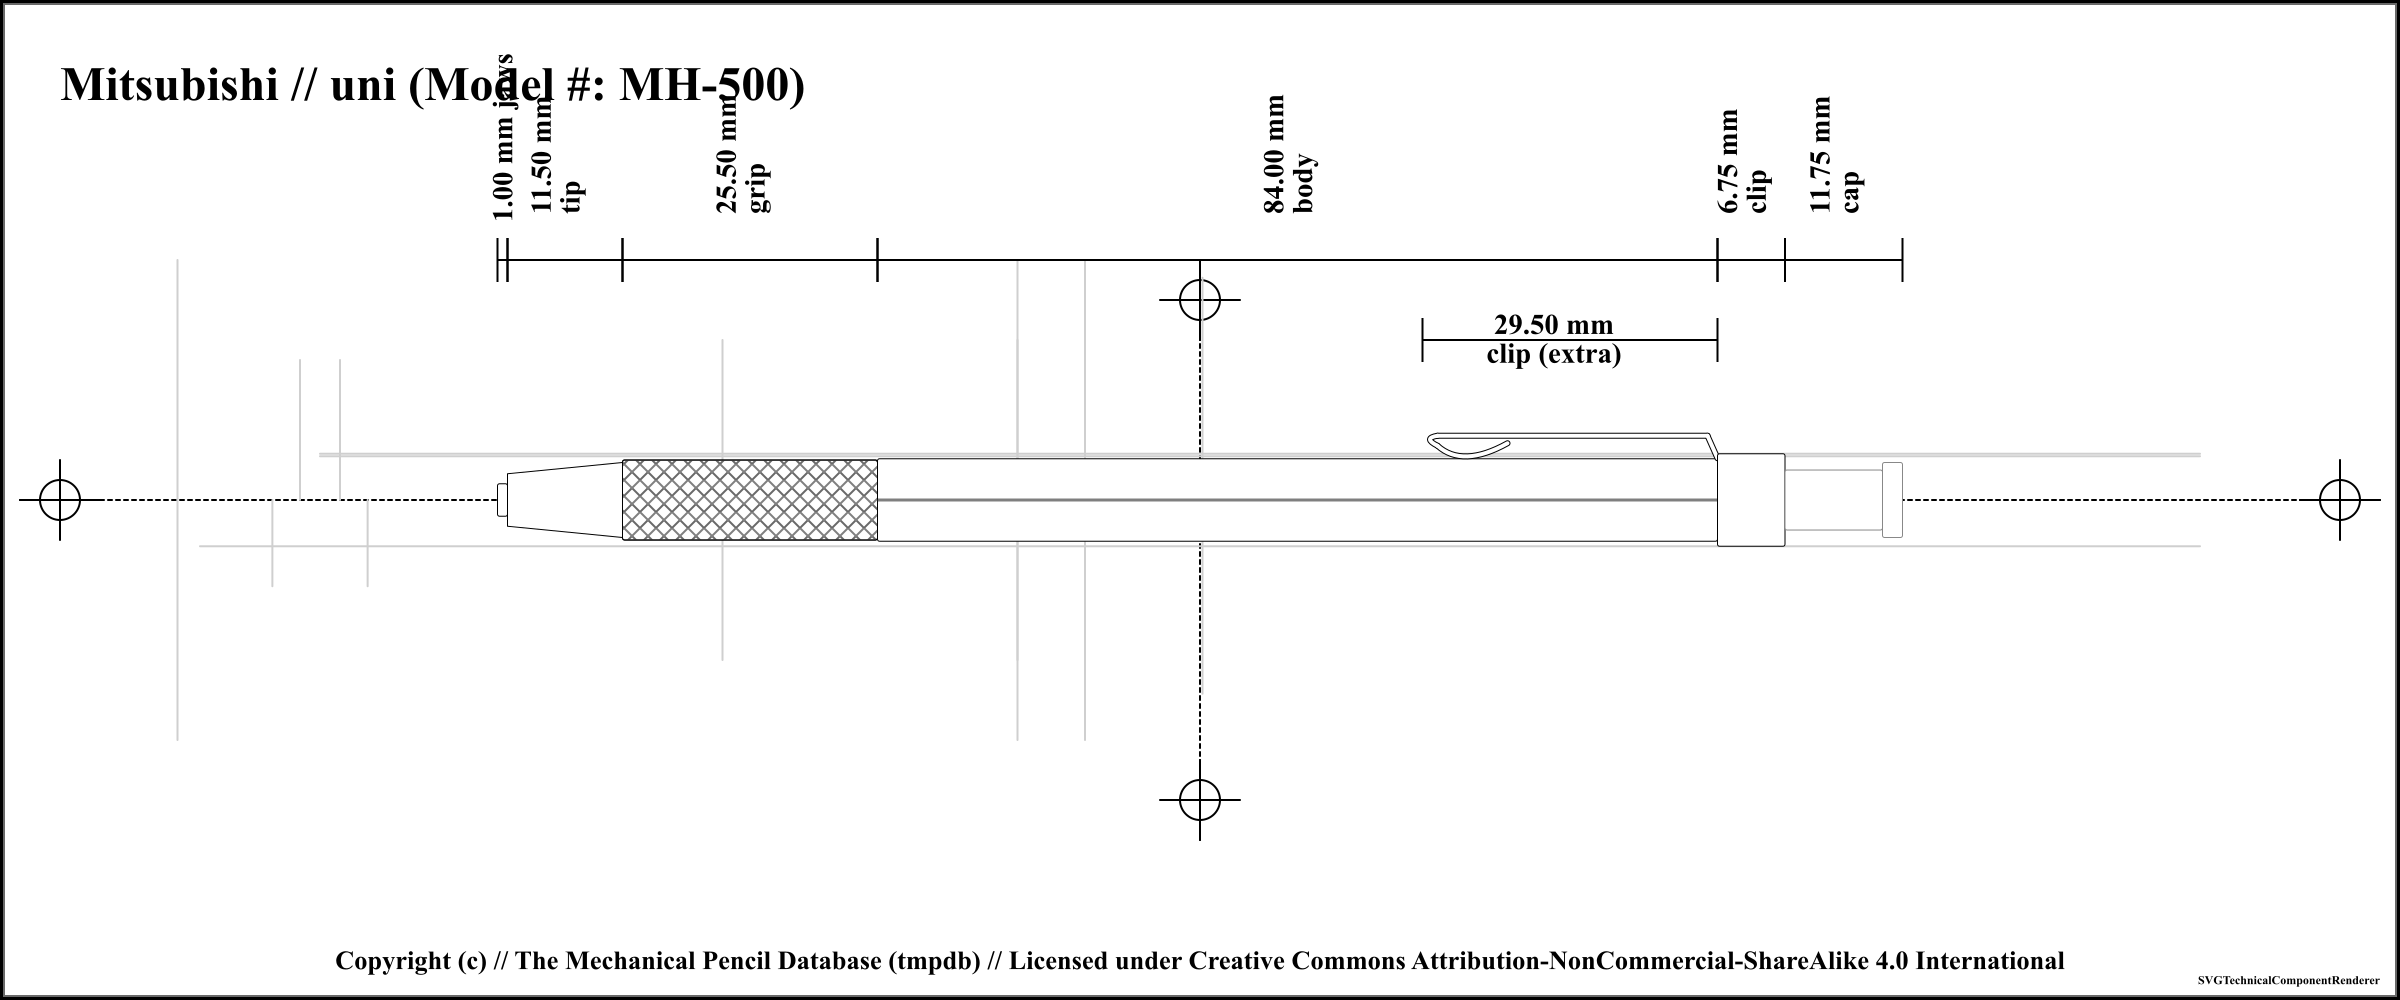 Mitsubishi // uni (Model #: MH-500)
1.00 mm jaws
11.50 mm
tip
25.50 mm
grip
84.00 mm
body
6.75 mm
clip
11.75 mm
cap
29.50 mm
clip (extra)
Copyright (c) // The Mechanical Pencil Database (tmpdb) // Licensed under Creative Commons Attribution-NonCommercial-ShareAlike 4.0 International
SVGTechnicalComponentRenderer